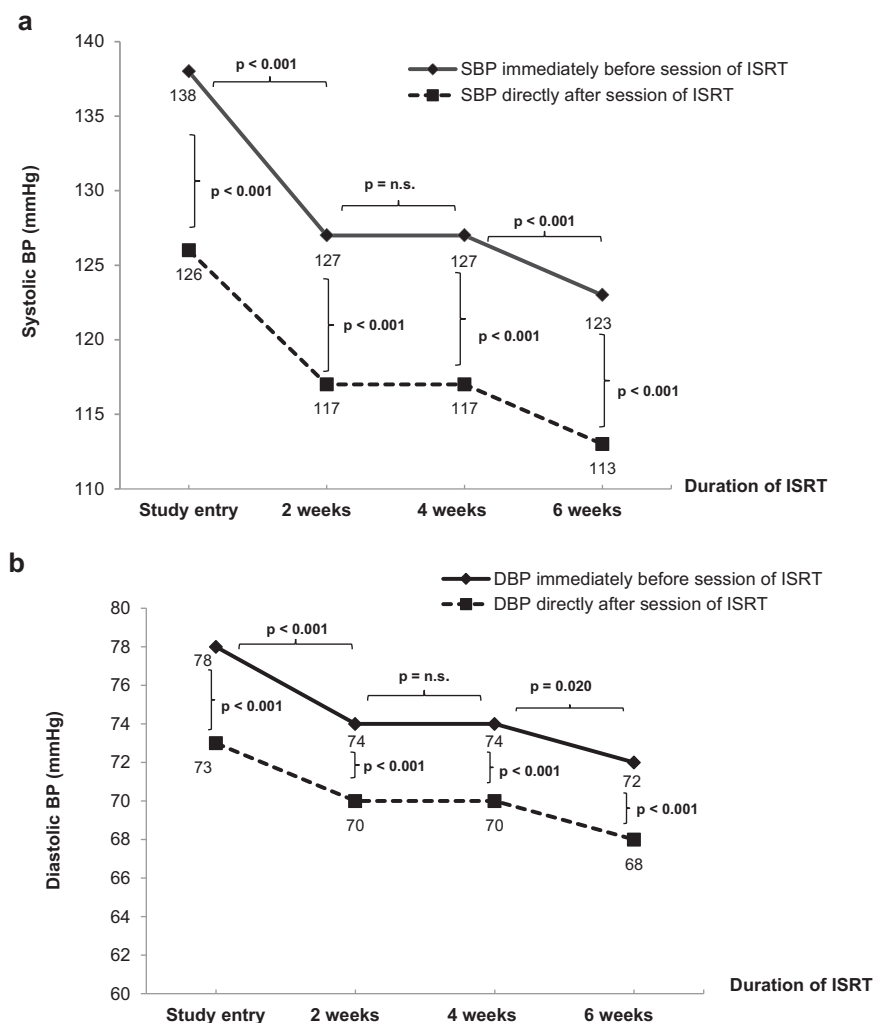 a
140
p < 0.001
SBP immediately before session of ISRT
SBP directly after session of ISRT
138
135
p < 0.001
p = n.s.
p < 0.001
130
Systolic BP (mmHg)
125
126
127
127
123
p < 0.001
p < 0.001
p < 0.001
120
117
117
115
113
110
Duration of ISRT
Study entry 2 weeks 4 weeks 6 weeks
b
DBP immediately before session of ISRT
DBP directly after session of ISRT
80
p < 0.001
78
78
p = n.s.
p = 0.020
76
p < 0.001
74
74
74
Diastolic BP (mmHg)
73
72
p < 0.001
p < 0.001
72
p < 0.001
70
70
70
68
68
66
64
62
60
Duration of ISRT
Study entry 2 weeks 4 weeks 6 weeks